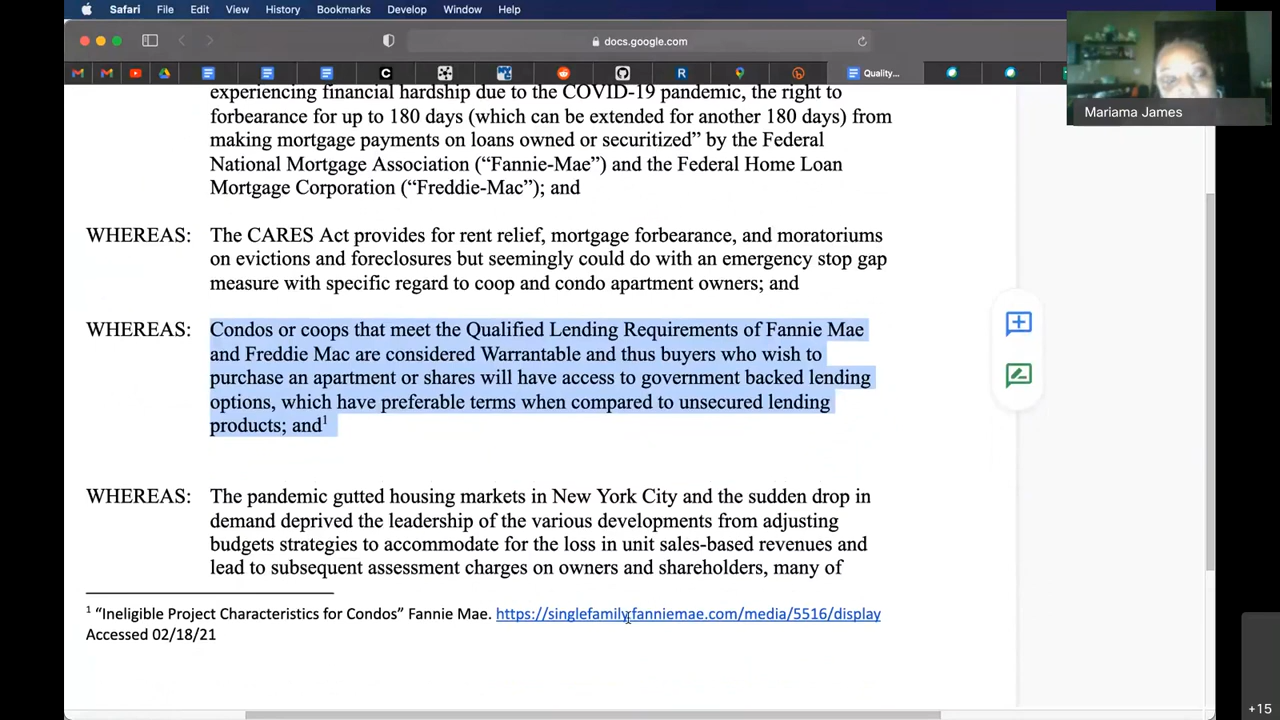 Safari File Edit View History Bookmarks Develop Window Help
docs.google.com
Quality...
Mariama James
experiencing financial hardship due to the COVID-19 pandemic, the right to
forbearance for up to 180 days (which can be extended for another 180 days) from
making mortgage payments on loans owned or securitized” by the Federal
National Mortgage Association (“Fannie-Mae”) and the Federal Home Loan
Mortgage Corporation (“Freddie-Mac”); and
WHEREAS: The CARES Act provides for rent relief, mortgage forbearance, and moratoriums
on evictions and foreclosures but seemingly could do with an emergency stop gap
measure with specific regard to coop and condo apartment owners; and
WHEREAS: Condos or coops that meet the Qualified Lending Requirements of Fannie Mae
and Freddie Mac are considered Warrantable and thus buyers who wish to
purchase an apartment or shares will have access to government backed lending
options, which have preferable terms when compared to unsecured lending
products; and¹
WHEREAS: The pandemic gutted housing markets in New York City and the sudden drop in
demand deprived the leadership of the various developments from adjusting
budgets strategies to accommodate for the loss in unit sales-based revenues and
lead to subsequent assessment charges on owners and shareholders, many of
¹ “Ineligible Project Characteristics for Condos” Fannie Mae. https://singlefamily.fanniemae.com/media/5516/display
Accessed 02/18/21
+15